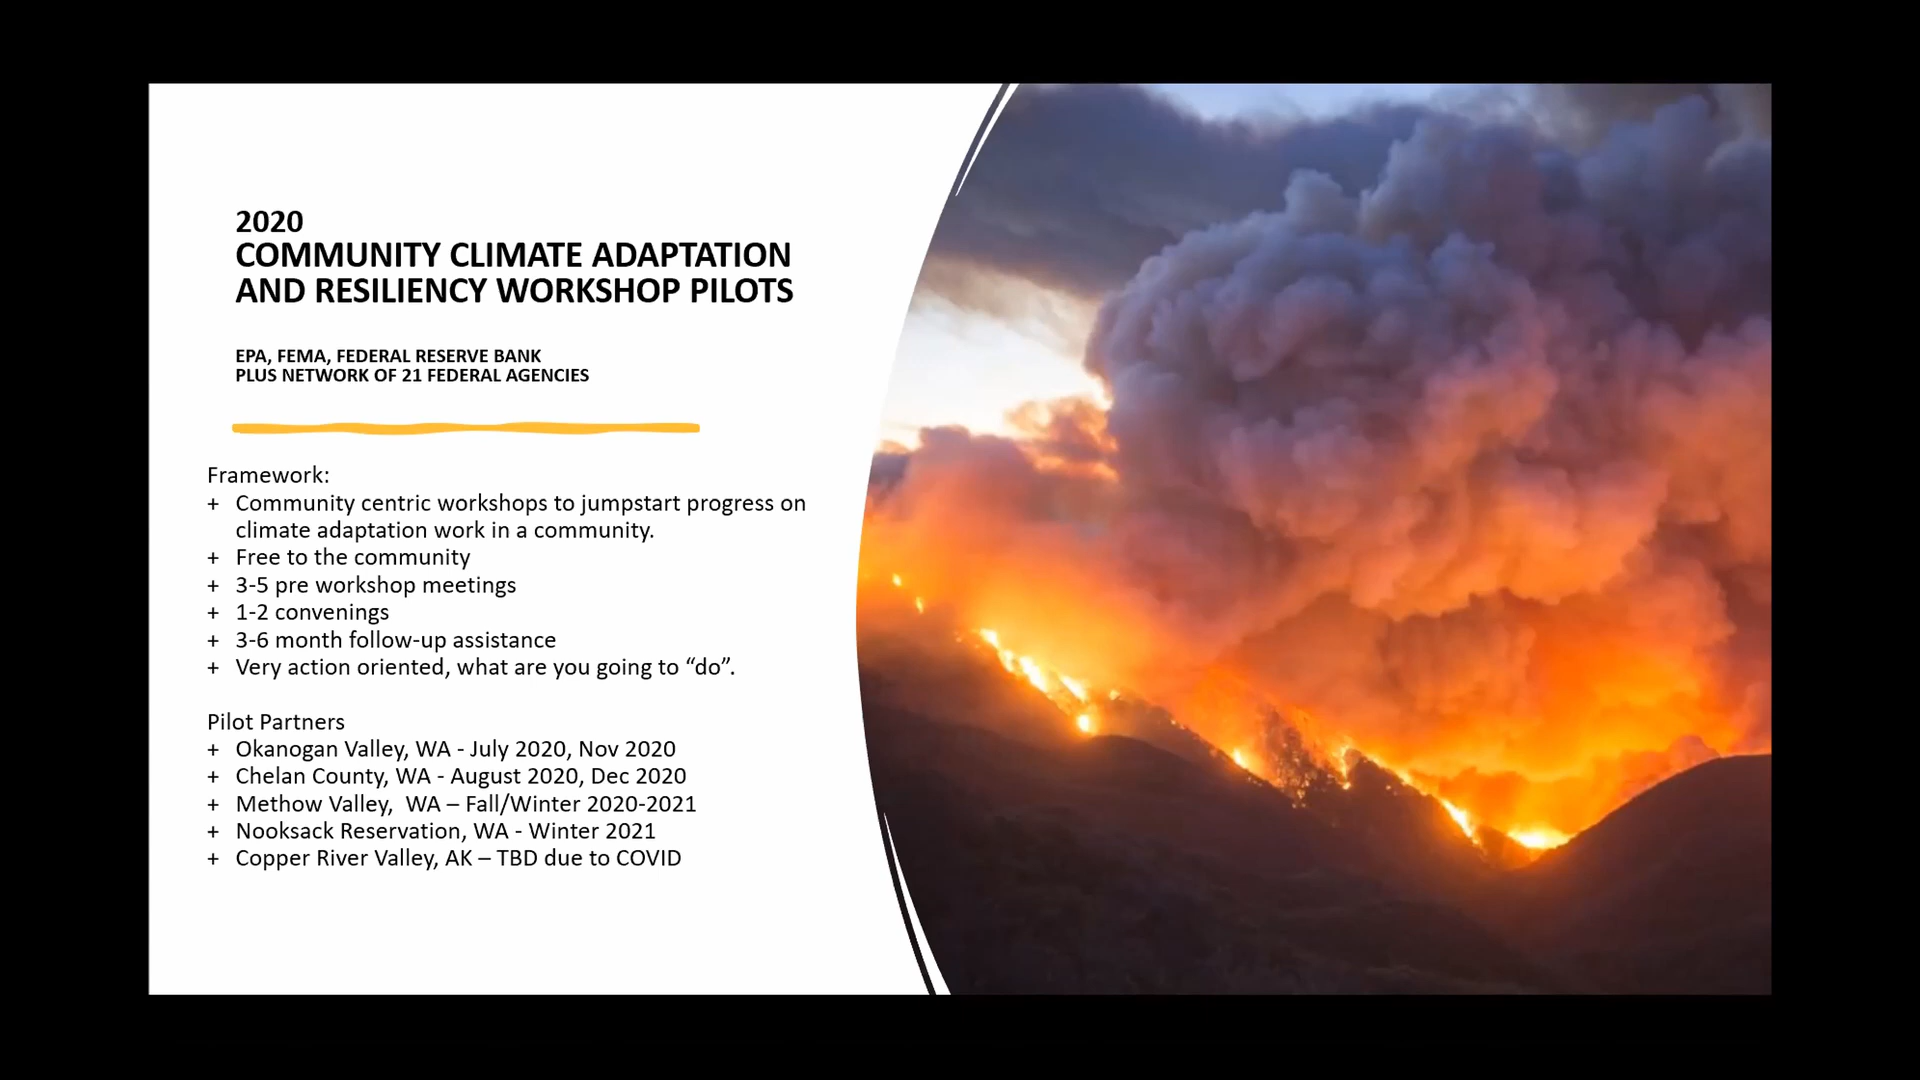 2020
COMMUNITY CLIMATE ADAPTATION
AND RESILIENCY WORKSHOP PILOTS
EPA, FEMA, FEDERAL RESERVE BANK
PLUS NETWORK OF 21 FEDERAL AGENCIES
Framework:
+ Community centric workshops to jumpstart progress on
climate adaptation work in a community.
+ Free to the community
+ 3-5 pre workshop meetings
+ 1-2 convenings
+ 3-6 month follow-up assistance
+ Very action oriented, what are you going to “do”.
Pilot Partners
+ Okanogan Valley, WA - July 2020, Nov 2020
+ Chelan County, WA - August 2020, Dec 2020
+ Methow Valley,  WA – Fall/Winter 2020-2021
+ Nooksack Reservation, WA - Winter 2021
+ Copper River Valley, AK – TBD due to COVID